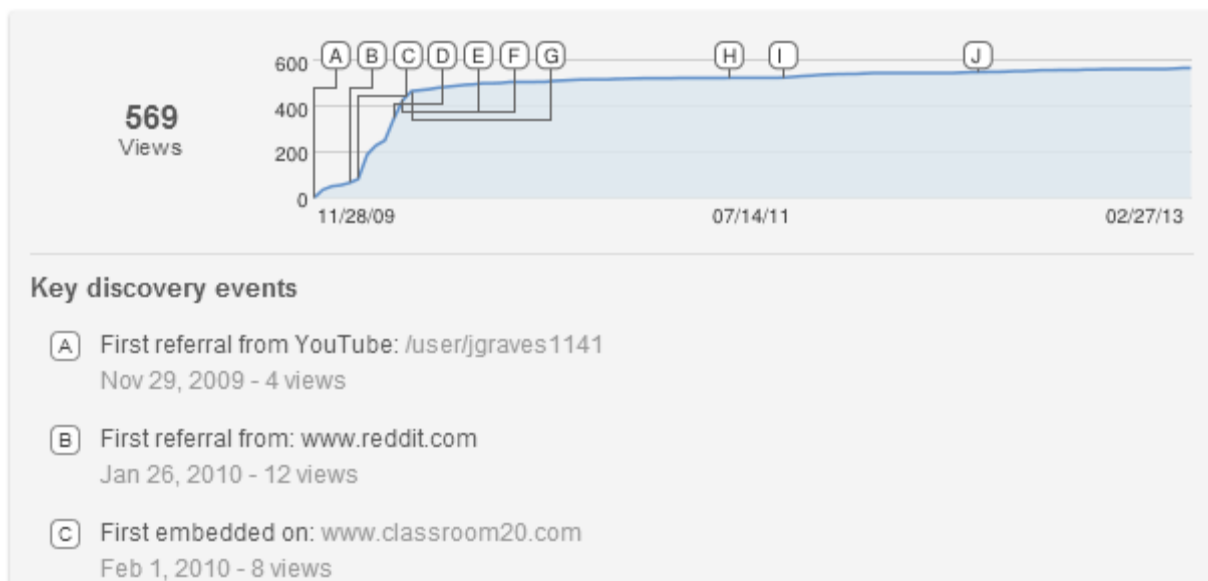 600
A B C D E F G H I J
569
Views
400
200
0
11/28/09 07/14/11 02/27/13
Key discovery events
A First referral from YouTube: /user/jgraves1141
Nov 29, 2009 - 4 views
B First referral from: www.reddit.com
Jan 26, 2010 - 12 views
C First embedded on: www.classroom20.com
Feb 1, 2010 - 8 views